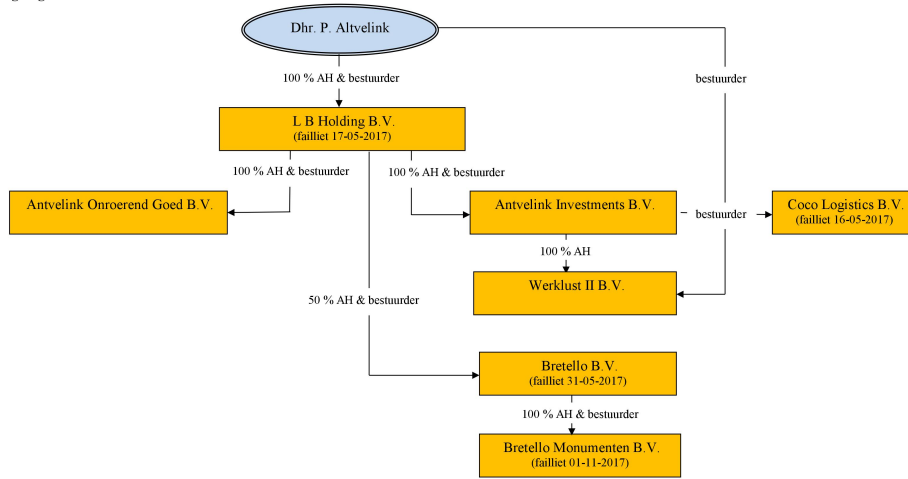 Dhr. P. Altvelink
100 % AH & bestuurder
bestuurder
L B Holding B.V.
(failliet 17-05-2017)
100 % AH & bestuurder
100 % AH & bestuurder
Antvelink Onroerend Goed B.V.
Antvelink Investments B.V.
bestuurder
Coco Logistics B.V.
(failliet 16-05-2017)
100 % AH
Werklust II B.V.
50 % AH & bestuurder
Bretello B.V.
(failliet 31-05-2017)
100 % AH & bestuurder
Bretello Monumenten B.V.
(failliet 01-11-2017)